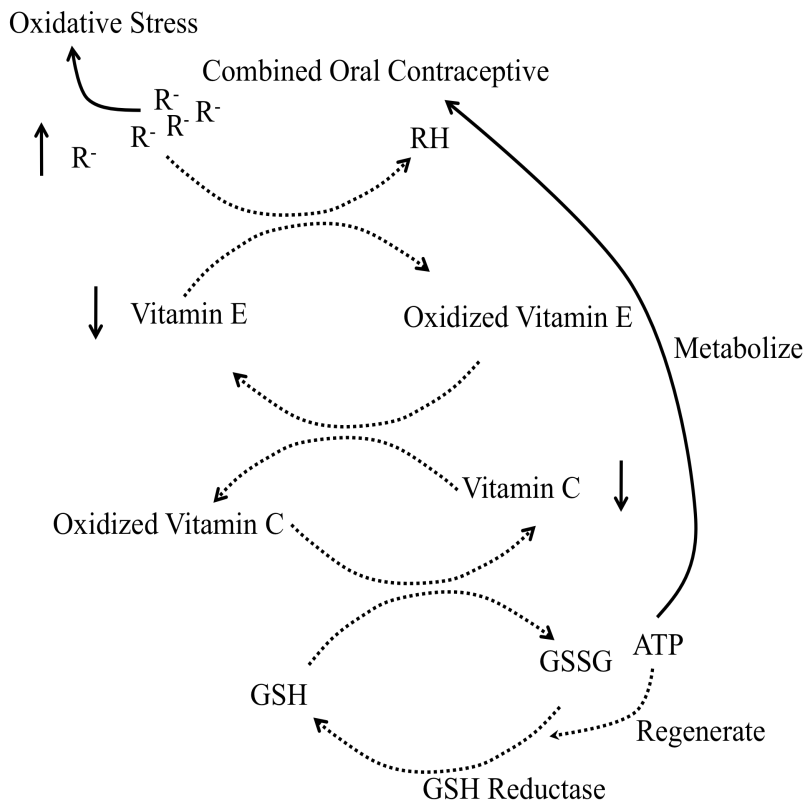 Oxidative Stress
Combined Oral Contraceptive
R⁻
R⁻
R⁻
R⁻
R⁻
RH
Vitamin E
Oxidized Vitamin E
Metabolize
Vitamin C
Oxidized Vitamin C
ATP
GSSG
GSH
Regenerate
GSH Reductase